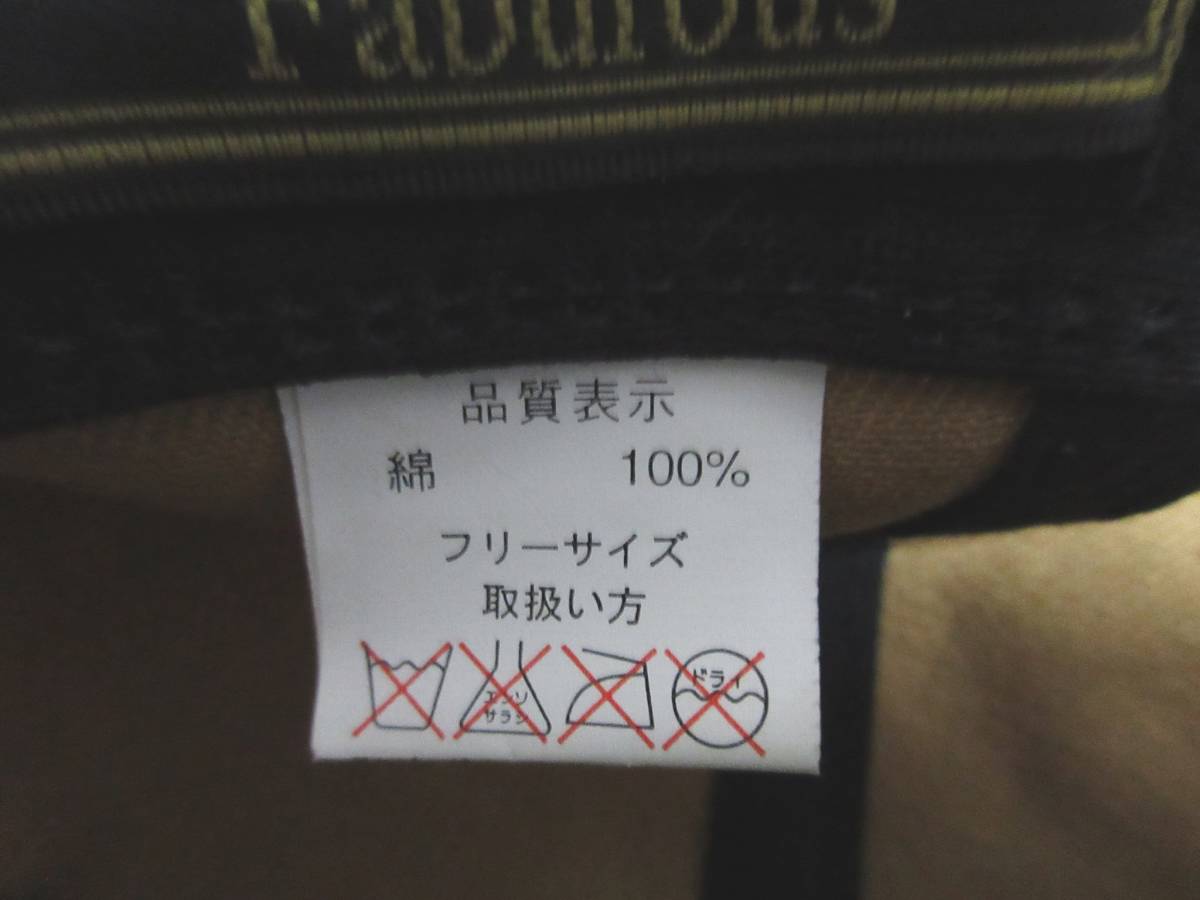 Fabulous
品質表示
綿 100%
フリーサイズ
取扱い方
エンソ
サラシ
ドライ